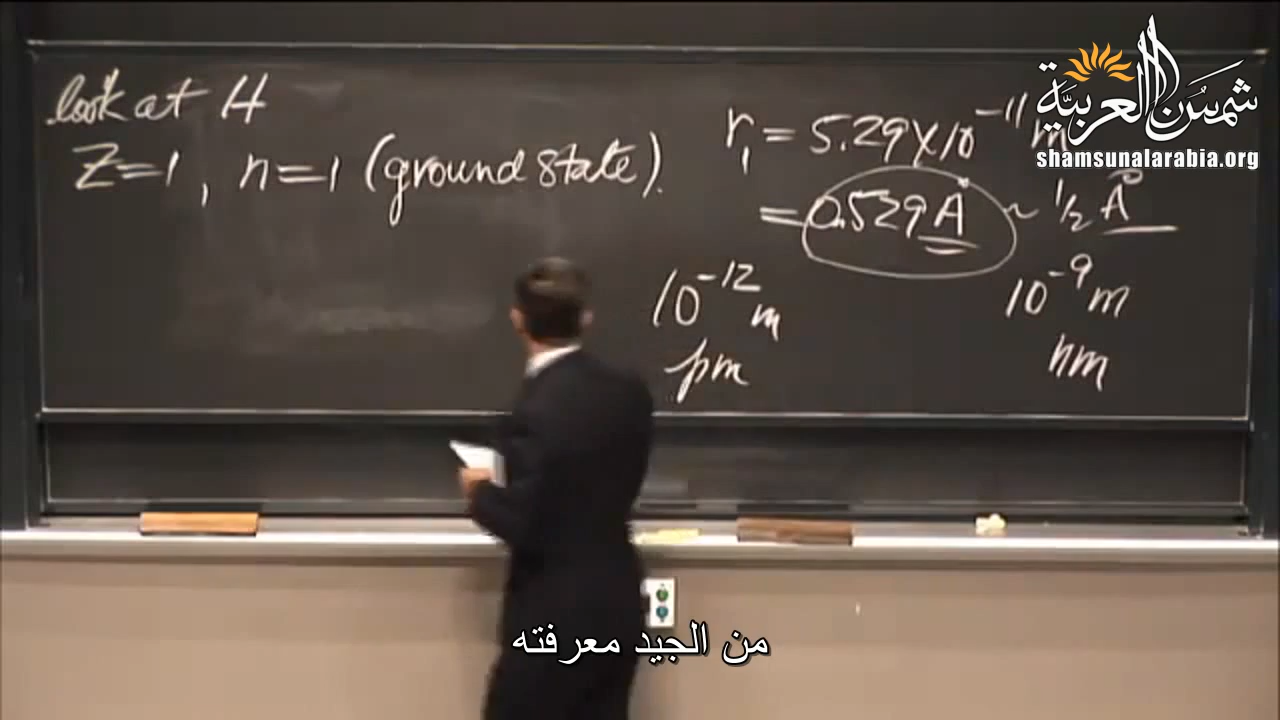 look at H
Z=1, n=1 (ground state).
r₁ = 5.29×10⁻¹¹ m
= 0.529 Å ~ 1/2 Å
10⁻¹² m
pm
10⁻⁹ m
nm
شمس العربية
shamsunalarabia.org
من الجيد معرفته